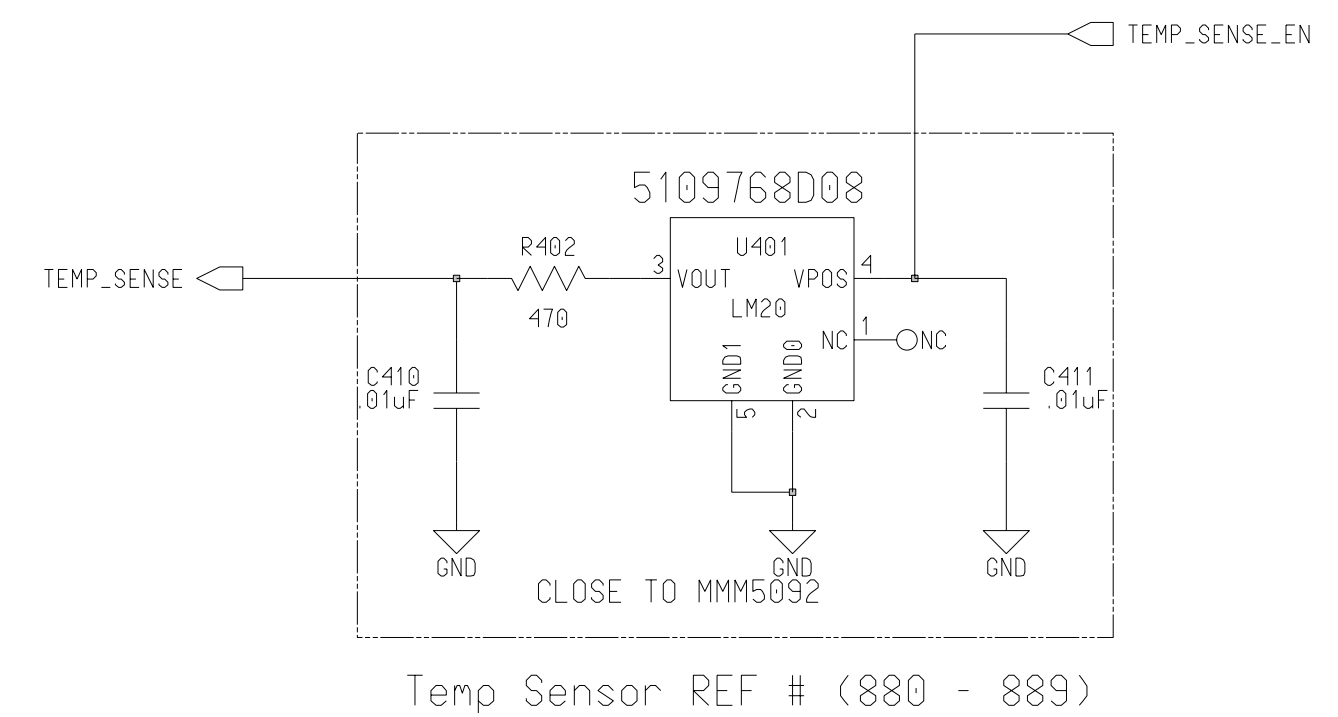 TEMP_SENSE_EN
5109768D08
R402
U401
TEMP_SENSE
3
VOUT
VPOS
4
470
LM20
NC
1
NC
GND1
GND0
C410
.01uF
C411
.01uF
5
2
GND
GND
GND
CLOSE TO MMM5092
Temp Sensor REF # (880 - 889)